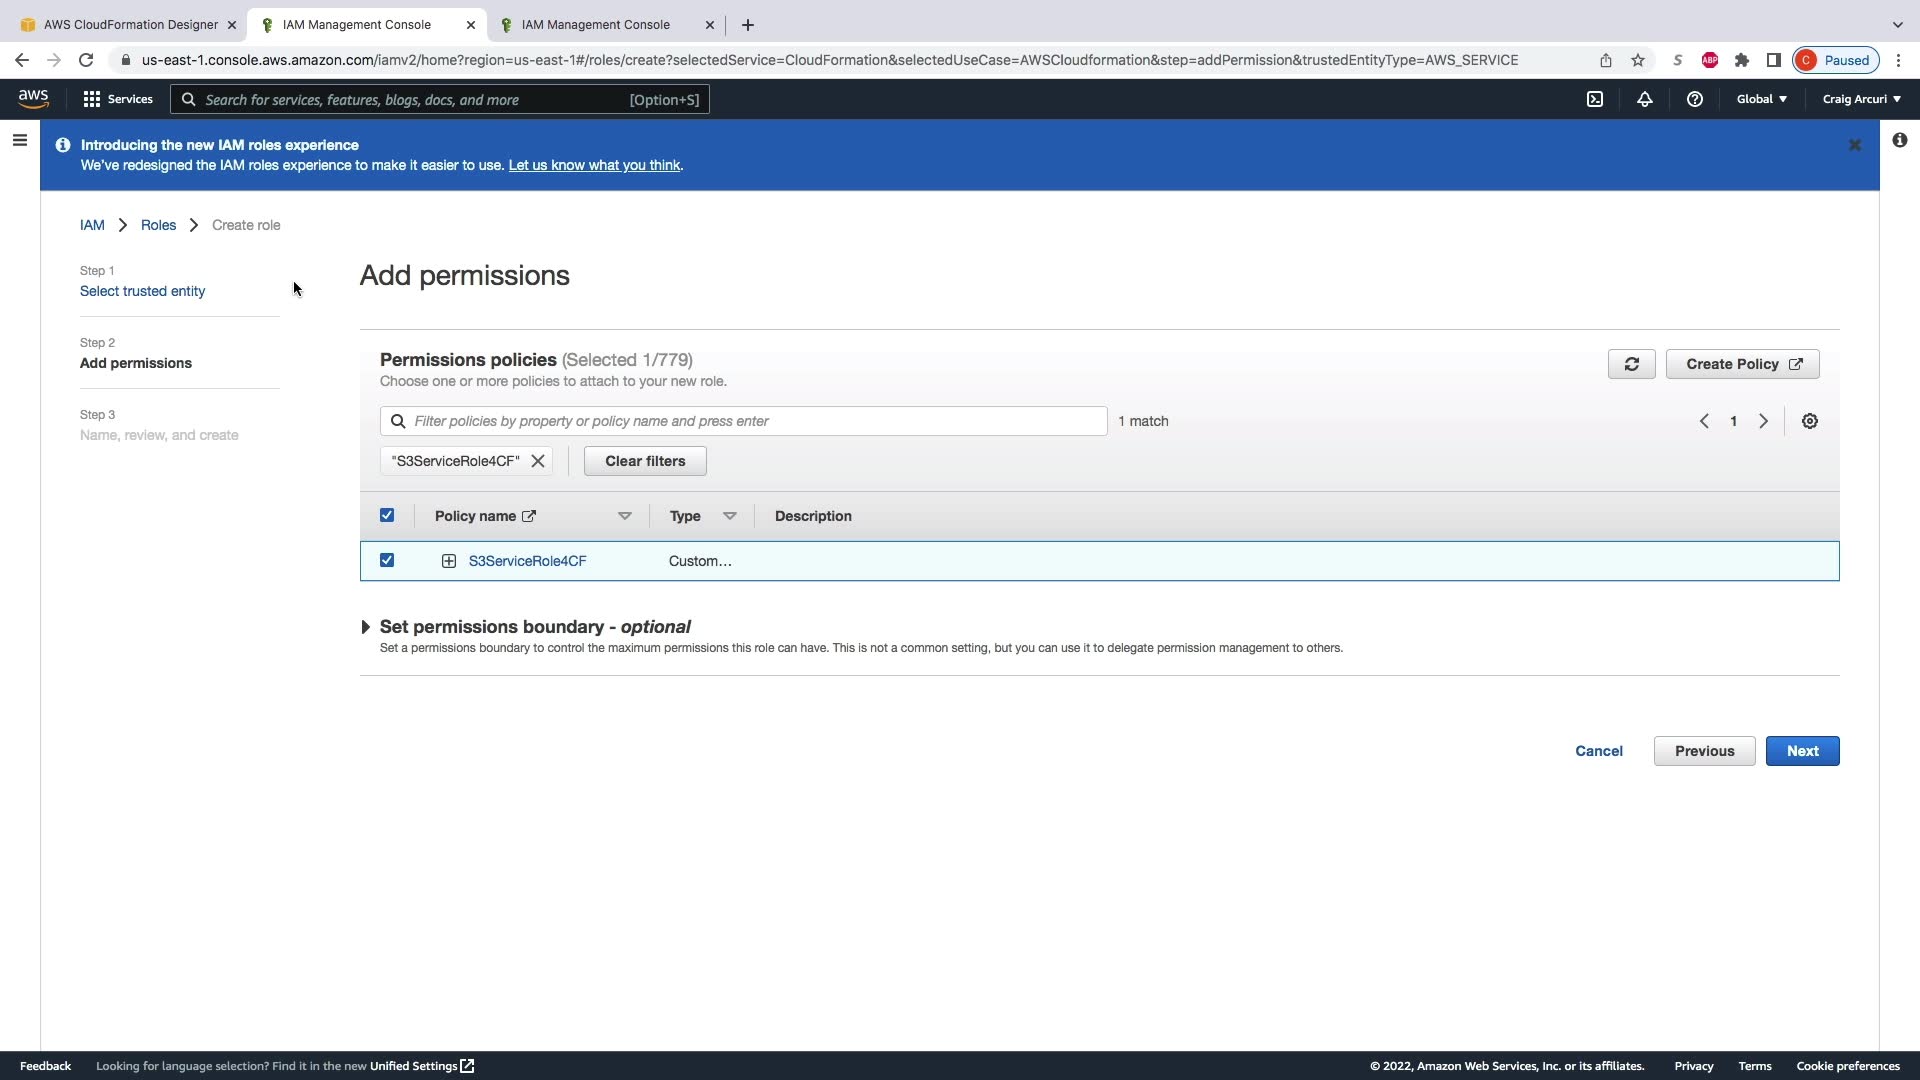 AWS CloudFormation Designer
IAM Management Console
IAM Management Console
us-east-1.console.aws.amazon.com/iamv2/home?region=us-east-1#/roles/create?selectedService=CloudFormation&selectedUseCase=AWSCloudformation&step=addPermission&trustedEntityType=AWS_SERVICE
S
ABP
C
Paused
aws
Services
Search for services, features, blogs, docs, and more
[Option+S]
Global
Craig Arcuri
Introducing the new IAM roles experience
We've redesigned the IAM roles experience to make it easier to use. Let us know what you think.
IAM
Roles
Create role
Step 1
Select trusted entity
Step 2
Add permissions
Step 3
Name, review, and create
Add permissions
Permissions policies (Selected 1/779)
Choose one or more policies to attach to your new role.
Create Policy
Filter policies by property or policy name and press enter
1 match
1
"S3ServiceRole4CF"
Clear filters
Policy name
Type
Description
S3ServiceRole4CF
Custom...
Set permissions boundary - optional
Set a permissions boundary to control the maximum permissions this role can have. This is not a common setting, but you can use it to delegate permission management to others.
Cancel
Previous
Next
Feedback
Looking for language selection? Find it in the new Unified Settings
© 2022, Amazon Web Services, Inc. or its affiliates.
Privacy
Terms
Cookie preferences